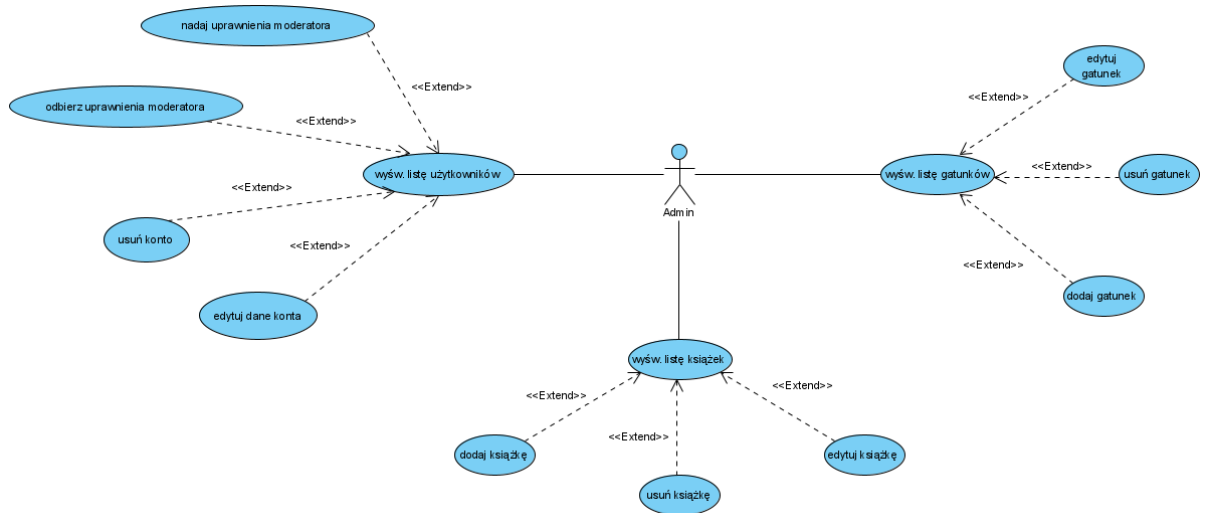 nadaj uprawnienia moderatora
<<Extend>>
odbierz uprawnienia moderatora
<<Extend>>
wyśw. listę użytkowników
<<Extend>>
usuń konto
<<Extend>>
edytuj dane konta
Admin
edytuj
gatunek
<<Extend>>
wyśw. listę gatunków
<<Extend>>
usuń gatunek
<<Extend>>
dodaj gatunek
wyśw. listę książek
<<Extend>>
<<Extend>>
<<Extend>>
dodaj książkę
usuń książkę
edytuj książkę